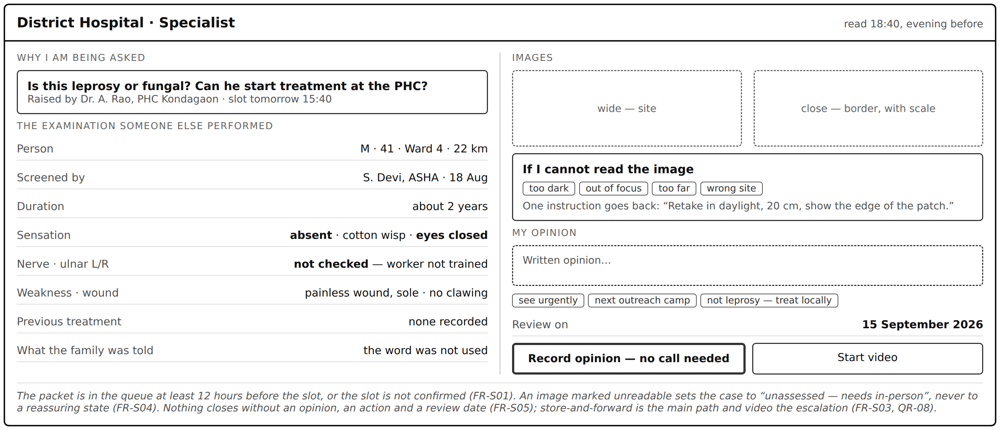 District Hospital · Specialist
read 18:40, evening before
WHY I AM BEING ASKED
Is this leprosy or fungal? Can he start treatment at the PHC?
Raised by Dr. A. Rao, PHC Kondagaon · slot tomorrow 15:40
THE EXAMINATION SOMEONE ELSE PERFORMED
Person M · 41 · Ward 4 · 22 km
Screened by S. Devi, ASHA · 18 Aug
Duration about 2 years
Sensation absent · cotton wisp · eyes closed
Nerve · ulnar L/R not checked — worker not trained
Weakness · wound painless wound, sole · no clawing
Previous treatment none recorded
What the family was told the word was not used
IMAGES
wide — site
close — border, with scale
If I cannot read the image
too dark out of focus too far wrong site
One instruction goes back: “Retake in daylight, 20 cm, show the edge of the patch.”
MY OPINION
Written opinion…
see urgently next outreach camp not leprosy — treat locally
Review on 15 September 2026
Record opinion — no call needed
Start video
The packet is in the queue at least 12 hours before the slot, or the slot is not confirmed (FR-S01). An image marked unreadable sets the case to “unassessed — needs in-person”, never to
a reassuring state (FR-S04). Nothing closes without an opinion, an action and a review date (FR-S05); store-and-forward is the main path and video the escalation (FR-S03, QR-08).